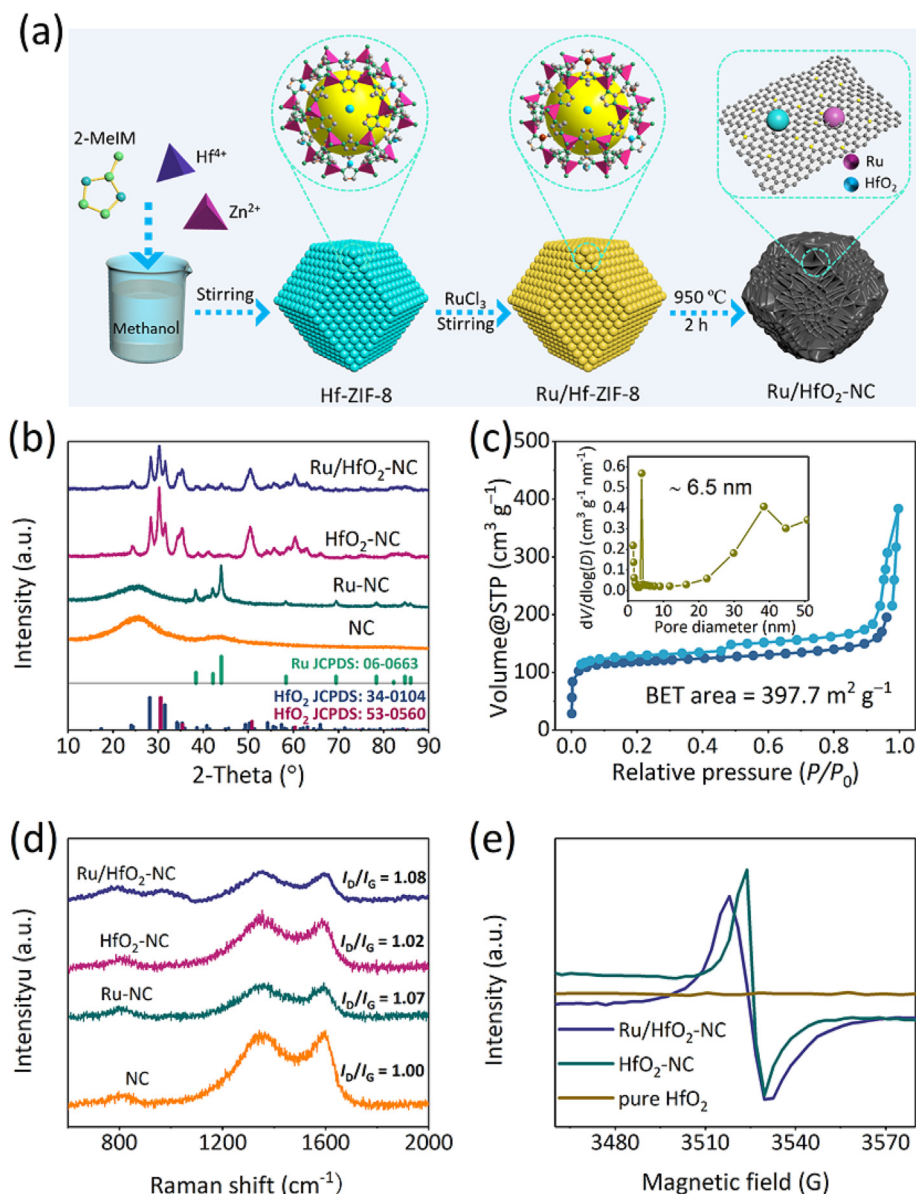 (a)
2-MeIM
Hf4+
Zn2+
Methanol
Stirring
Hf-ZIF-8
RuCl3
Stirring
Ru/Hf-ZIF-8
950 ºC
2 h
Ru
HfO2
Ru/HfO2-NC
(b)
Intensity (a.u.)
Ru/HfO2-NC
HfO2-NC
Ru-NC
NC
Ru JCPDS: 06-0663
HfO2 JCPDS: 34-0104
HfO2 JCPDS: 53-0560
10 20 30 40 50 60 70 80 90
2-Theta (°)
(c)
Volume@STP (cm3 g−1)
500
400
300
200
100
0
dV/dlog(D) (cm3 g-1 nm-1)
0.6
0.5
0.4
0.3
0.2
0.1
0.0
~ 6.5 nm
0 10 20 30 40 50
Pore diameter (nm)
BET area = 397.7 m2 g−1
0.0 0.2 0.4 0.6 0.8 1.0
Relative pressure (P/P0)
(d)
Intensityu (a.u.)
Ru/HfO2-NC
ID/IG = 1.08
HfO2-NC
ID/IG = 1.02
Ru-NC
ID/IG = 1.07
NC
ID/IG = 1.00
800 1200 1600 2000
Raman shift (cm-1)
(e)
Intensity (a.u.)
Ru/HfO2-NC
HfO2-NC
pure HfO2
3480 3510 3540 3570
Magnetic field (G)